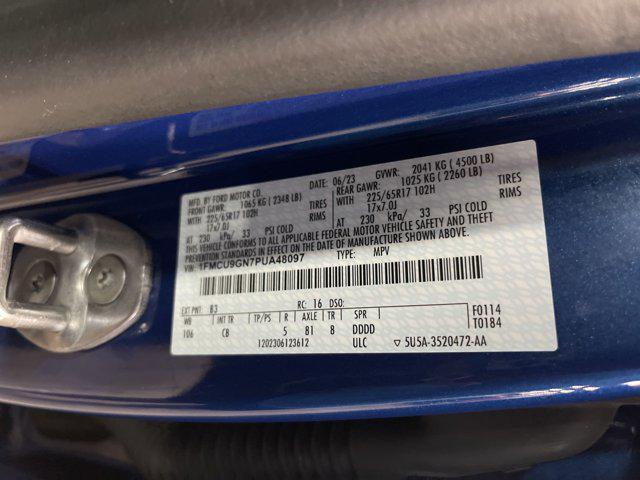 MFD. BY FORD MOTOR CO. 06/23 GVWR: 2041 KG ( 4500 LB)
FRONT GAWR: 1065 KG ( 2348 LB) REAR GAWR: 1025 KG ( 2260 LB)
WITH 225/65R17 102H TIRES WITH 225/65R17 102H TIRES
17x7.0J RIMS 17x7.0J RIMS
AT 230 kPa/ 33 PSI COLD AT 230 kPa/ 33 PSI COLD
THIS VEHICLE CONFORMS TO ALL APPLICABLE FEDERAL MOTOR VEHICLE SAFETY AND THEFT
PREVENTION STANDARDS IN EFFECT ON THE DATE OF MANUFACTURE SHOWN ABOVE.
VIN: 1FMCU9GN7PUA48097 TYPE: MPV
EXT PNT: B3 RC: 16 DSO:
WB INT TR TP/PS R AXLE TR SPR F0114
106 CB 5 81 8 DDDD T0184
1202306123612 ULC ▽ 5U5A-3520472-AA